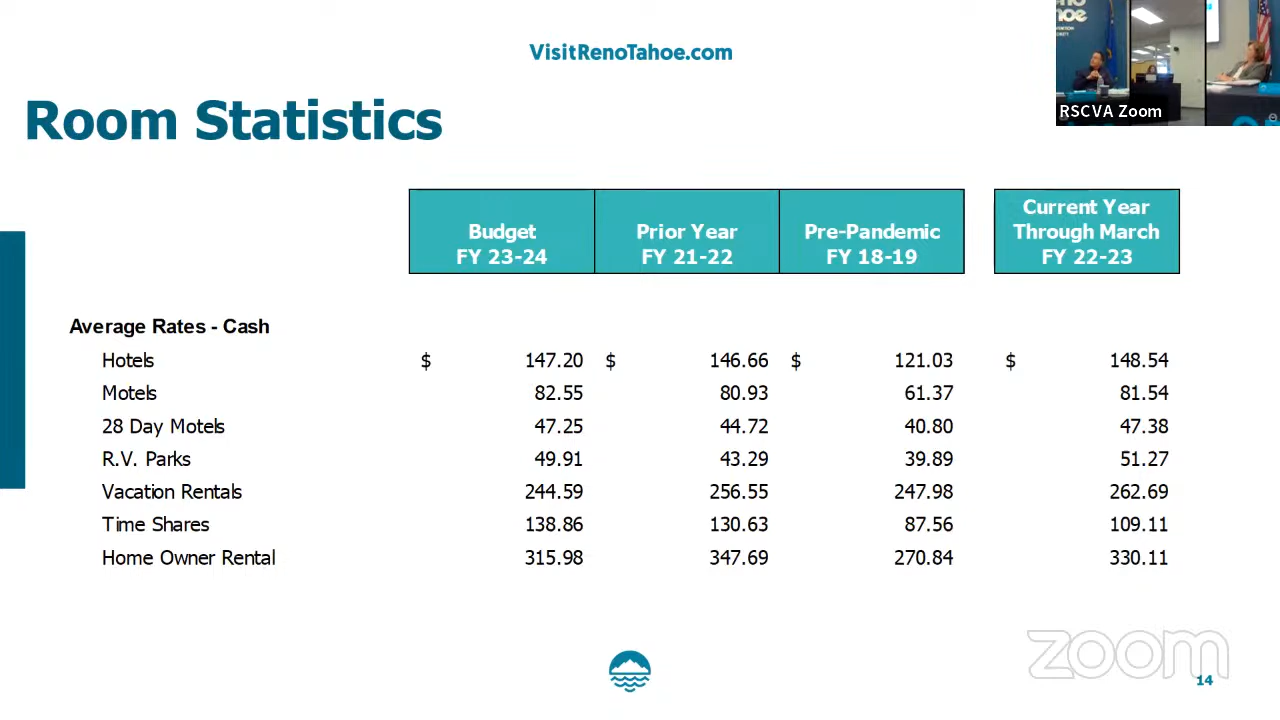 VisitRenoTahoe.com
Room Statistics
RSCVA Zoom
Budget FY 23-24
Prior Year FY 21-22
Pre-Pandemic FY 18-19
Current Year Through March FY 22-23
Average Rates - Cash
Hotels $ 147.20 $ 146.66 $ 121.03 $ 148.54
Motels 82.55 80.93 61.37 81.54
28 Day Motels 47.25 44.72 40.80 47.38
R.V. Parks 49.91 43.29 39.89 51.27
Vacation Rentals 244.59 256.55 247.98 262.69
Time Shares 138.86 130.63 87.56 109.11
Home Owner Rental 315.98 347.69 270.84 330.11
zoom
14